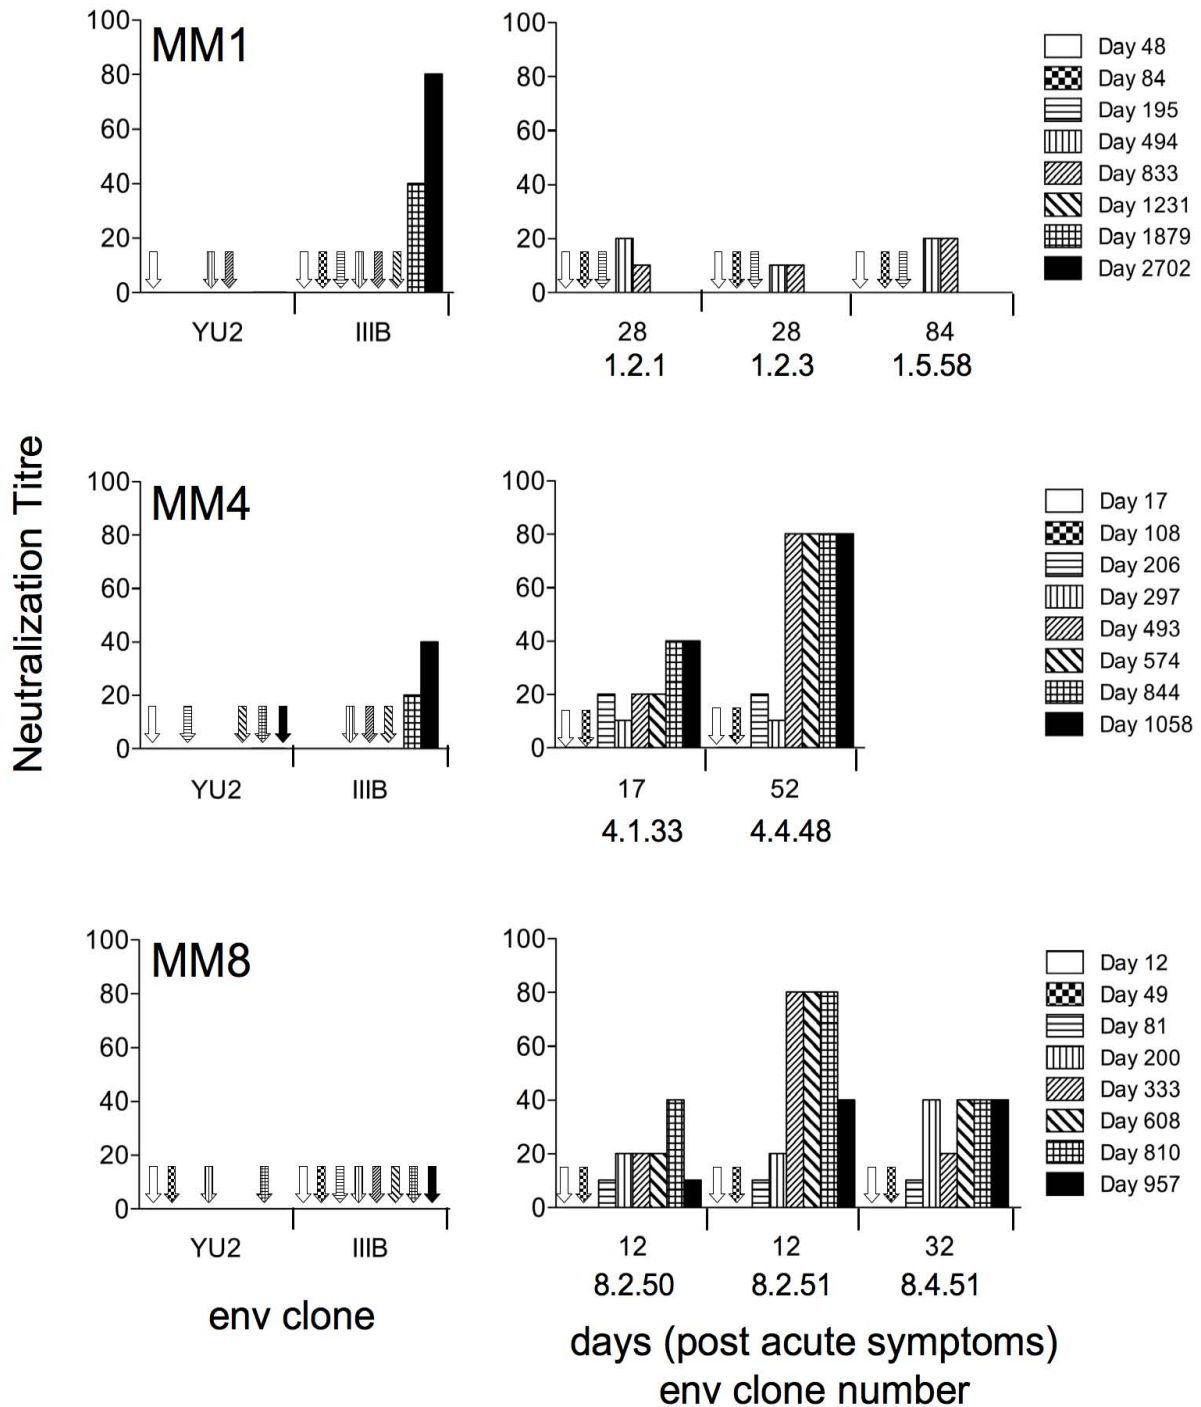 MM1
100
80
60
40
20
0
YU2 IIIB
100
80
60
40
20
0
28 28 84
1.2.1 1.2.3 1.5.58
Day 48
Day 84
Day 195
Day 494
Day 833
Day 1231
Day 1879
Day 2702
Neutralization Titre
MM4
100
80
60
40
20
0
YU2 IIIB
100
80
60
40
20
0
17 52
4.1.33 4.4.48
Day 17
Day 108
Day 206
Day 297
Day 493
Day 574
Day 844
Day 1058
MM8
100
80
60
40
20
0
YU2 IIIB
env clone
100
80
60
40
20
0
12 12 32
8.2.50 8.2.51 8.4.51
days (post acute symptoms)
env clone number
Day 12
Day 49
Day 81
Day 200
Day 333
Day 608
Day 810
Day 957